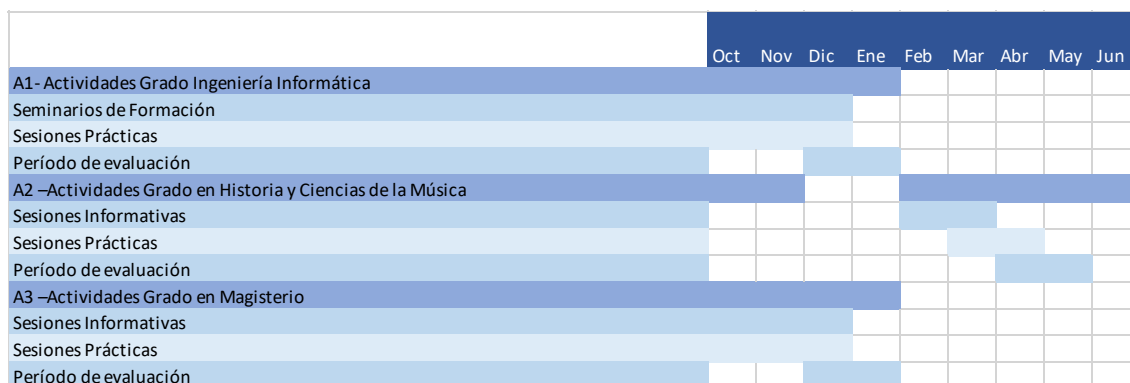 Oct Nov Dic Ene Feb Mar Abr May Jun
A1- Actividades Grado Ingeniería Informática
Seminarios de Formación
Sesiones Prácticas
Período de evaluación
A2 –Actividades Grado en Historia y Ciencias de la Música
Sesiones Informativas
Sesiones Prácticas
Período de evaluación
A3 –Actividades Grado en Magisterio
Sesiones Informativas
Sesiones Prácticas
Período de evaluación